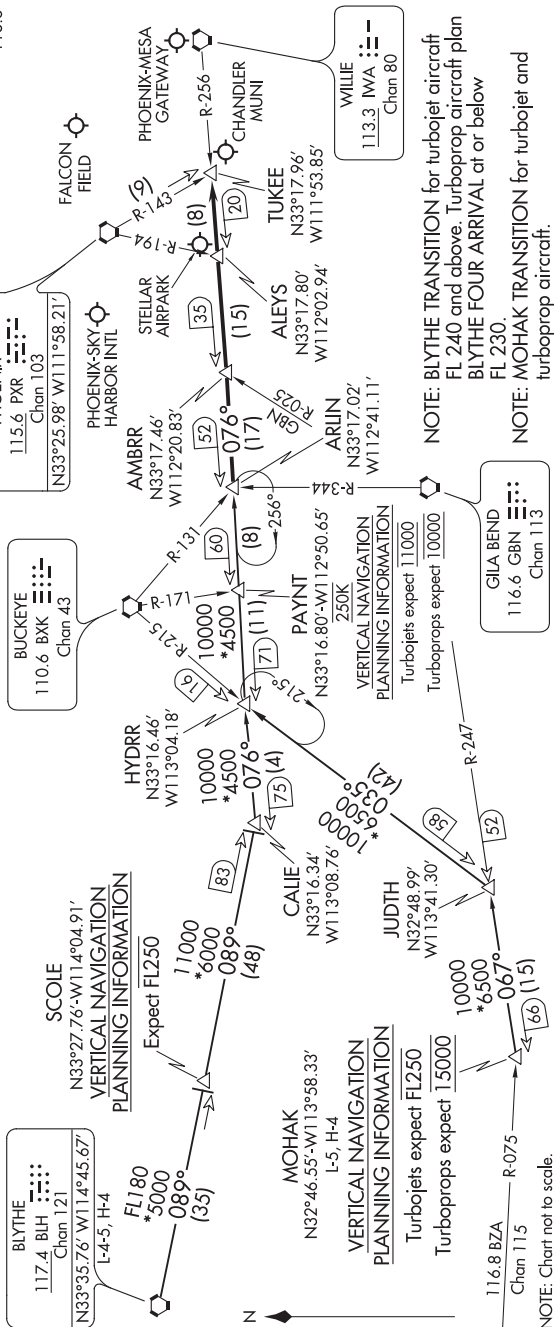 BLYTHE
117.4 BLH
Chan 121
N33°35.76' W114°45.67'
L-4-5, H-4
FL180
*5000
089°
(35)
SCOLE
N33°27.76'-W114°04.91'
VERTICAL NAVIGATION
PLANNING INFORMATION
Expect FL250
11000
*6000
089°
(48)
83
CALIE
N33°16.34'
W113°08.76'
75
10000
*4500
076°
(4)
HYDRR
N33°16.46'
W113°04.18'
BUCKEYE
110.6 BXK
Chan 43
R-215
R-171
R-131
16
215°
71
10000
*4500
(11)
PAYNT
N33°16.80'-W112°50.65'
250K
VERTICAL NAVIGATION
PLANNING INFORMATION
Turbojets expect 11000
Turboprops expect 10000
60
(8)
256°
ARLIN
N33°17.02'
W112°41.11'
R-344
GILA BEND
116.6 GBN
Chan 113
R-247
52
076°
(17)
AMBRR
N33°17.46'
W112°20.83'
GBN
R-025
35
(15)
ALEYS
N33°17.80'
W112°02.94'
115.6 PXR
Chan 103
N33°25.98' W111°58.21'
PHOENIX-SKY
HARBOR INTL
STELLAR
AIRPARK
R-194
R-143
(9)
(8)
20
FALCON
FIELD
TUKEE
N33°17.96'
W111°53.85'
CHANDLER
MUNI
PHOENIX-MESA
GATEWAY
R-256
WILLIE
113.3 IWA
Chan 80
N
MOHAK
N32°46.55'-W113°58.33'
L-5, H-4
VERTICAL NAVIGATION
PLANNING INFORMATION
Turbojets expect FL250
Turboprops expect 15000
116.8 BZA
Chan 115
R-075
66
10000
*6500
067°
(15)
JUDTH
N32°48.99'
W113°41.30'
52
58
10000
*6500
035°
(42)
NOTE: BLYTHE TRANSITION for turbojet aircraft
FL 240 and above. Turboprop aircraft plan
BLYTHE FOUR ARRIVAL at or below
FL 230.
NOTE: MOHAK TRANSITION for turbojet and
turboprop aircraft.
NOTE: Chart not to scale.